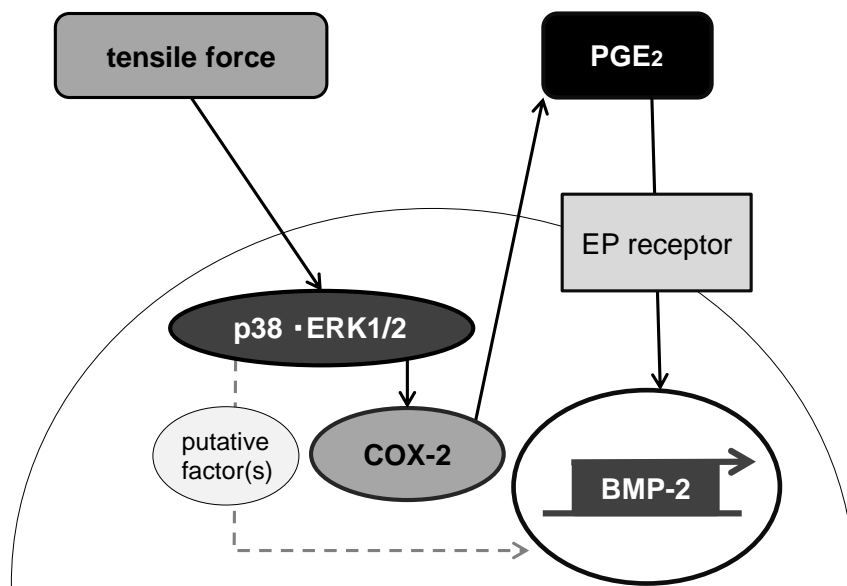 tensile force
PGE2
EP receptor
p38 ・ERK1/2
putative
factor(s)
COX-2
BMP-2